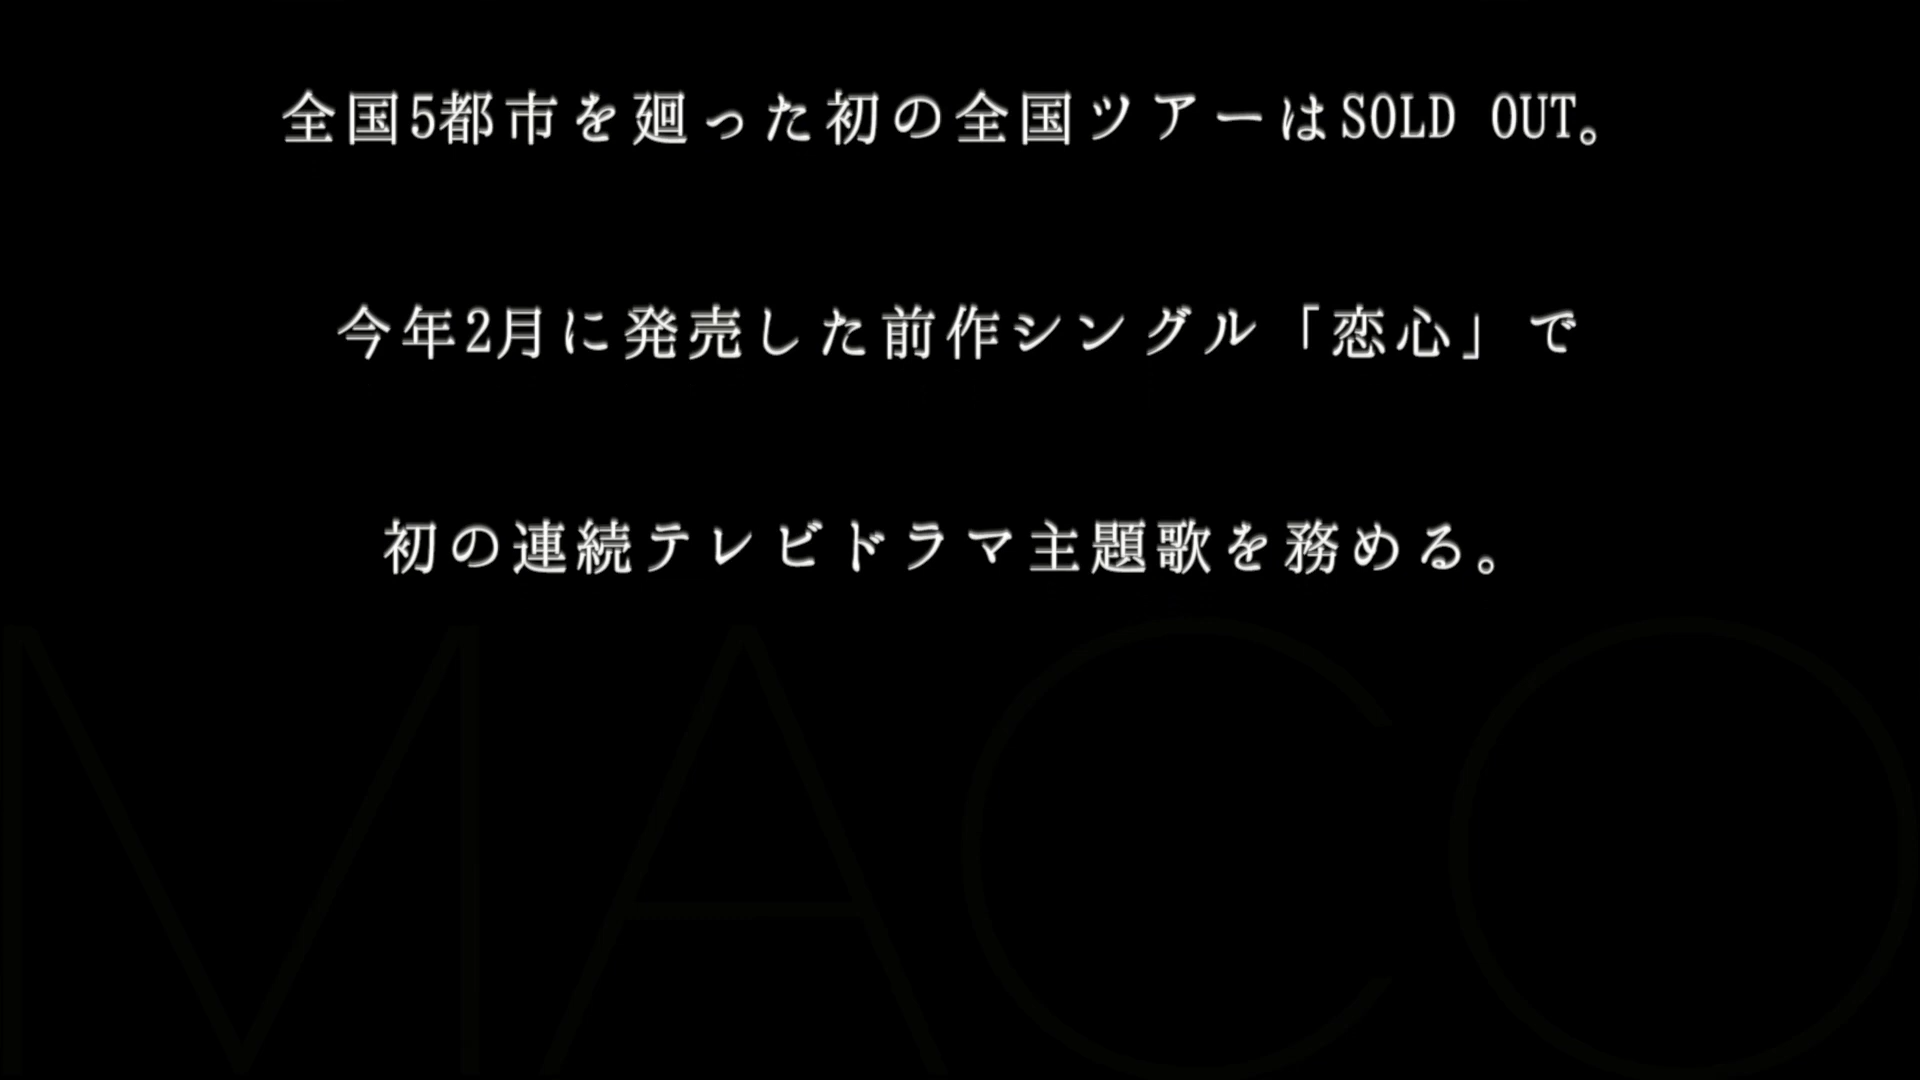 全国5都市を廻った初の全国ツアーはSOLD OUT。
今年2月に発売した前作シングル「恋心」で
初の連続テレビドラマ主題歌を務める。
MACO